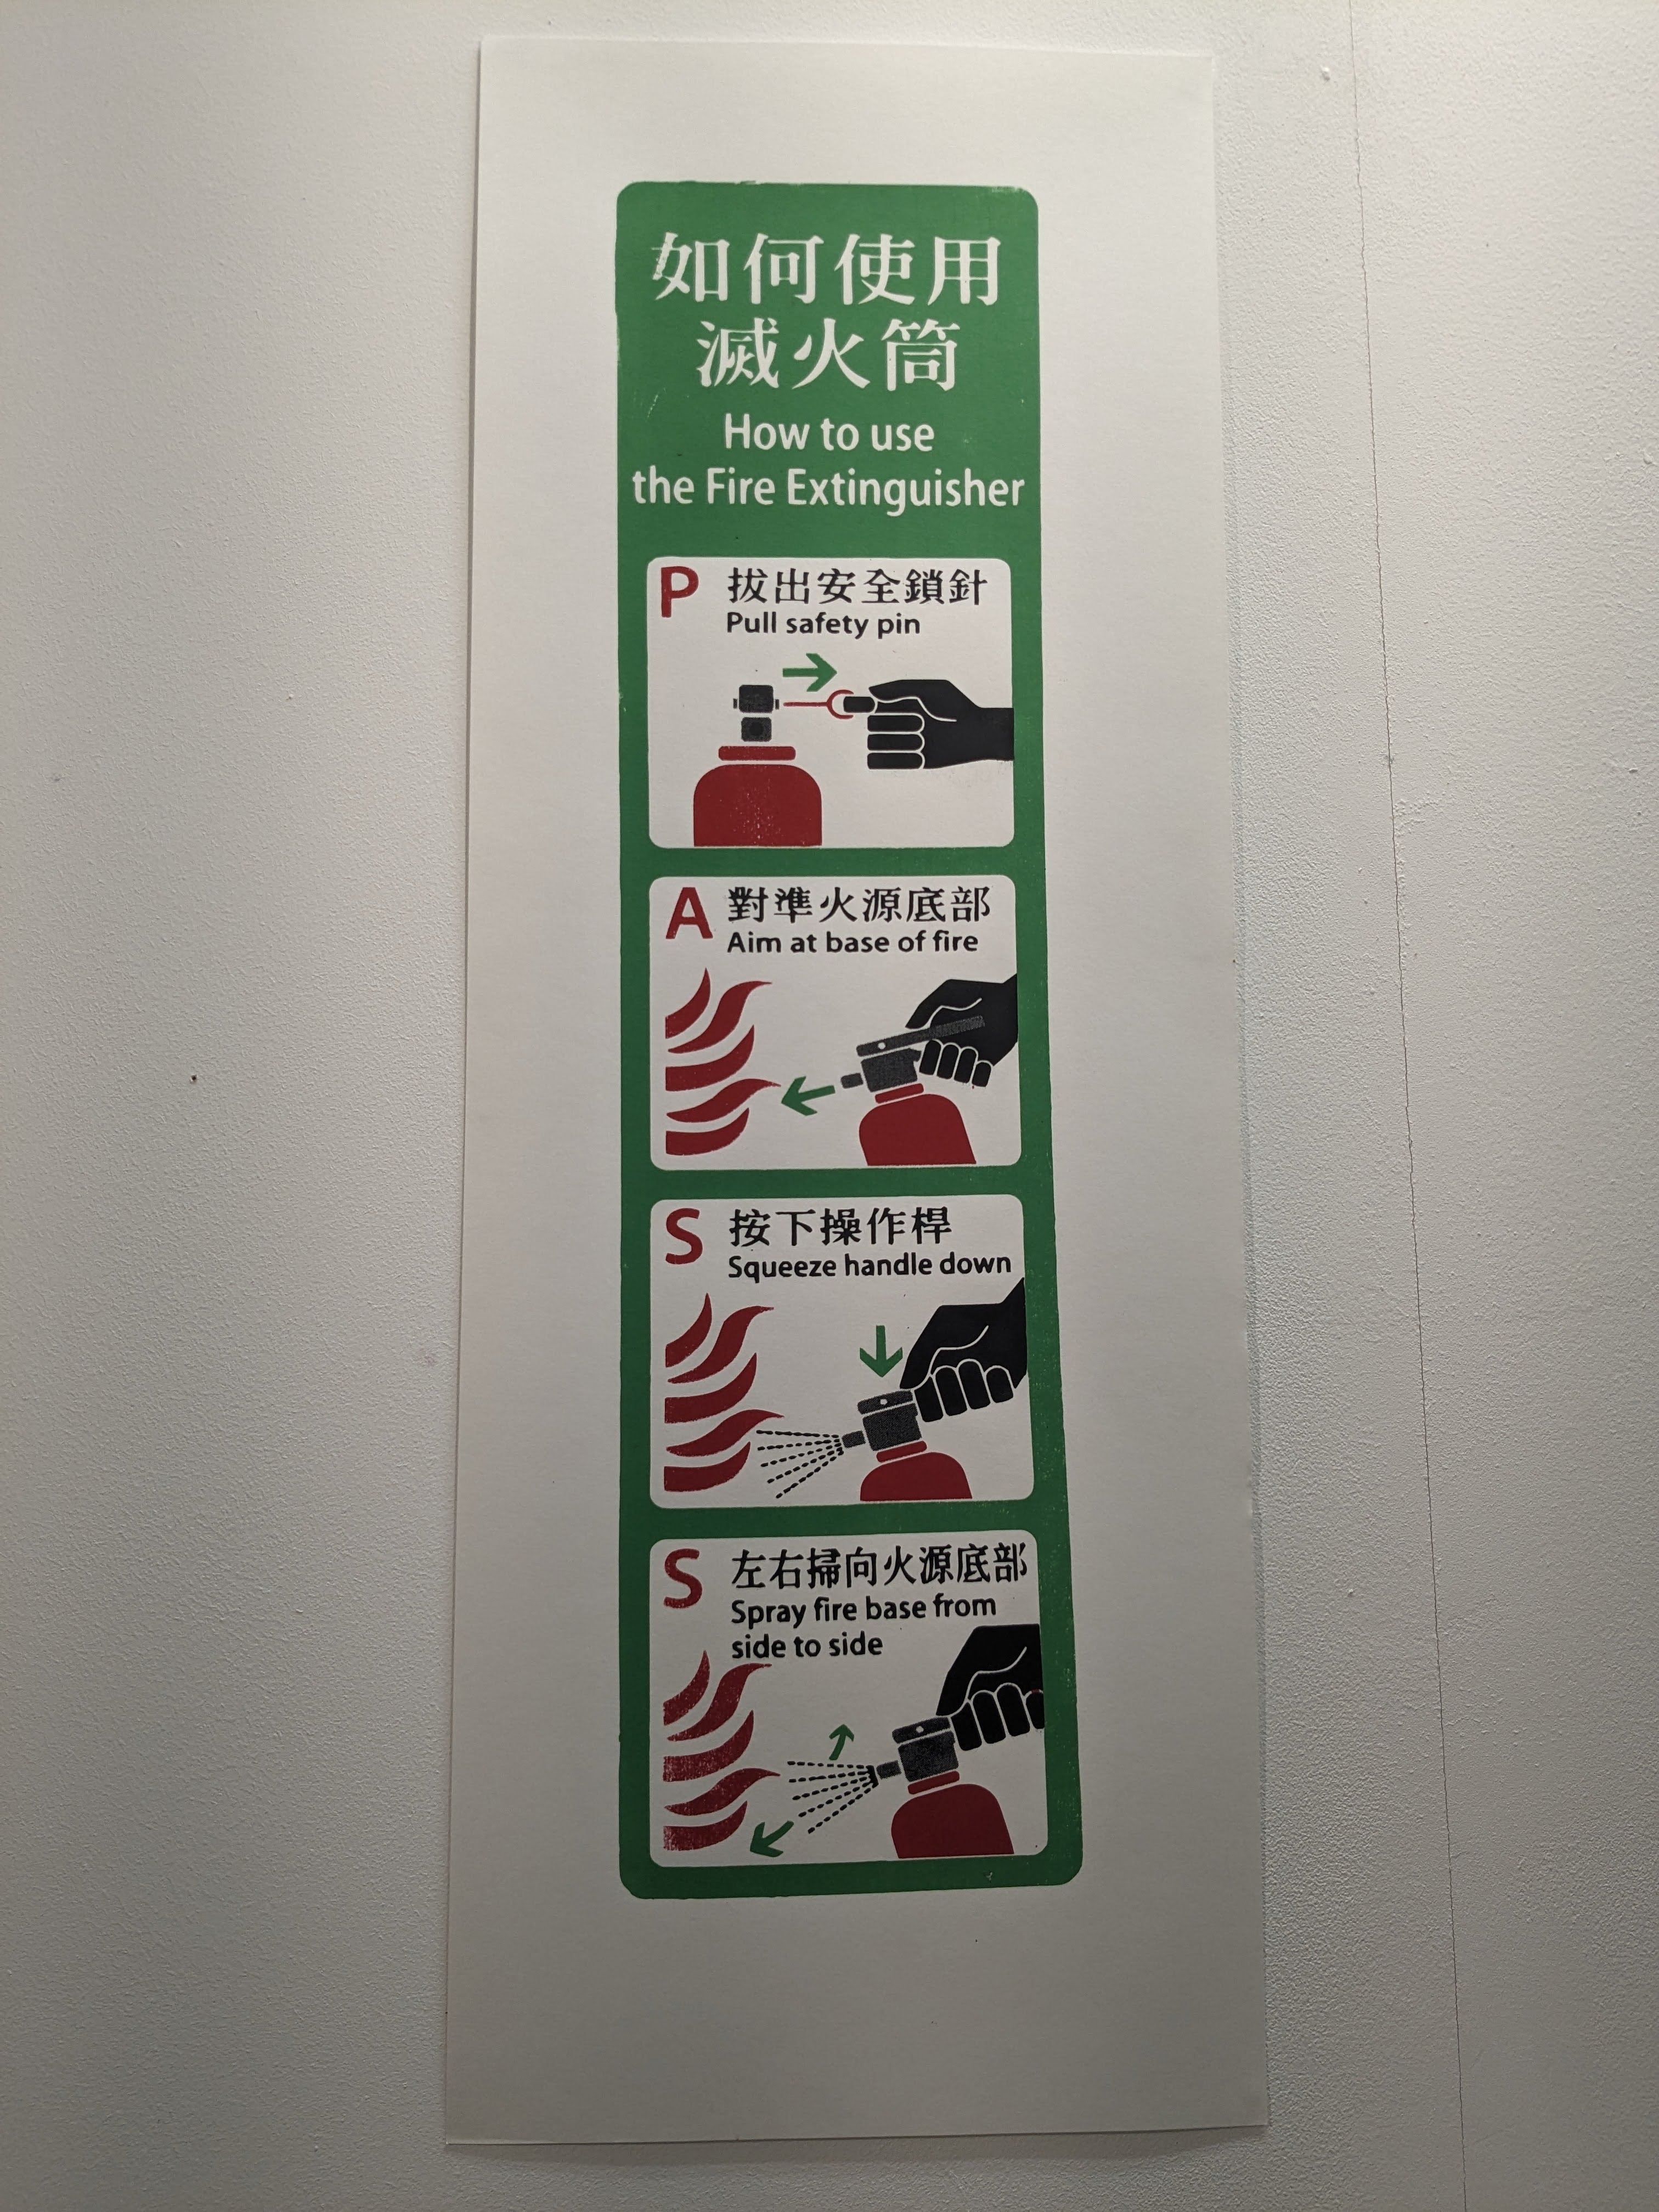 如何使用
滅火筒
How to use
the Fire Extinguisher
P
拔出安全鎖針
Pull safety pin
A
對準火源底部
Aim at base of fire
S
按下操作桿
Squeeze handle down
S
左右掃向火源底部
Spray fire base from
side to side